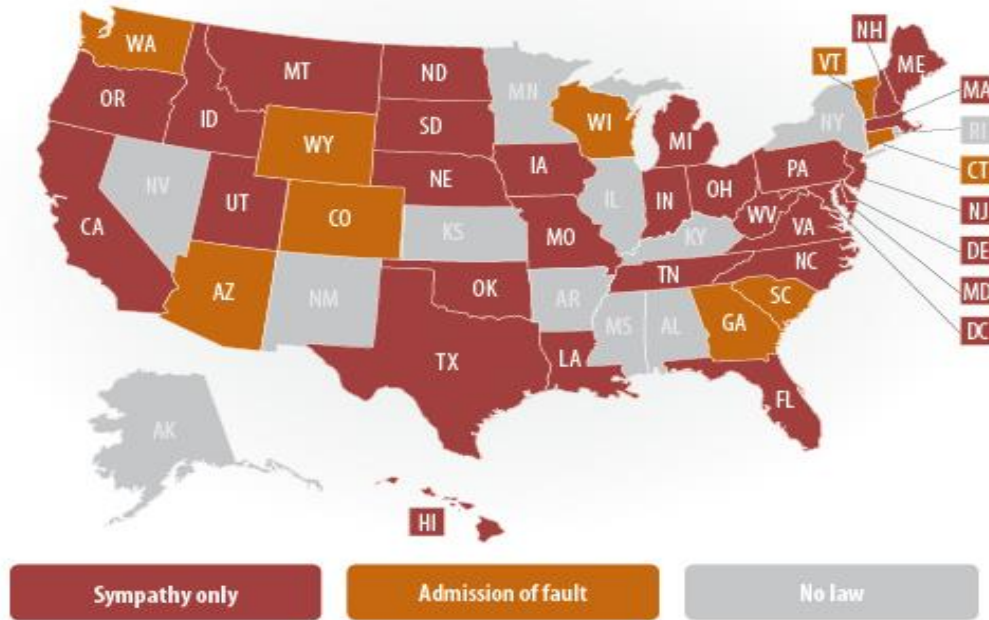 WA
MT
ND
MN
VT
NH
ME
OR
ID
SD
WI
MI
NY
MA
RI
WY
CT
NV
UT
NE
IA
IL
IN
OH
PA
NJ
CA
CO
KS
MO
KY
WV
VA
DE
AZ
NM
OK
AR
TN
NC
MD
SC
DC
TX
LA
MS
AL
GA
FL
AK
HI
Sympathy only
Admission of fault
No law